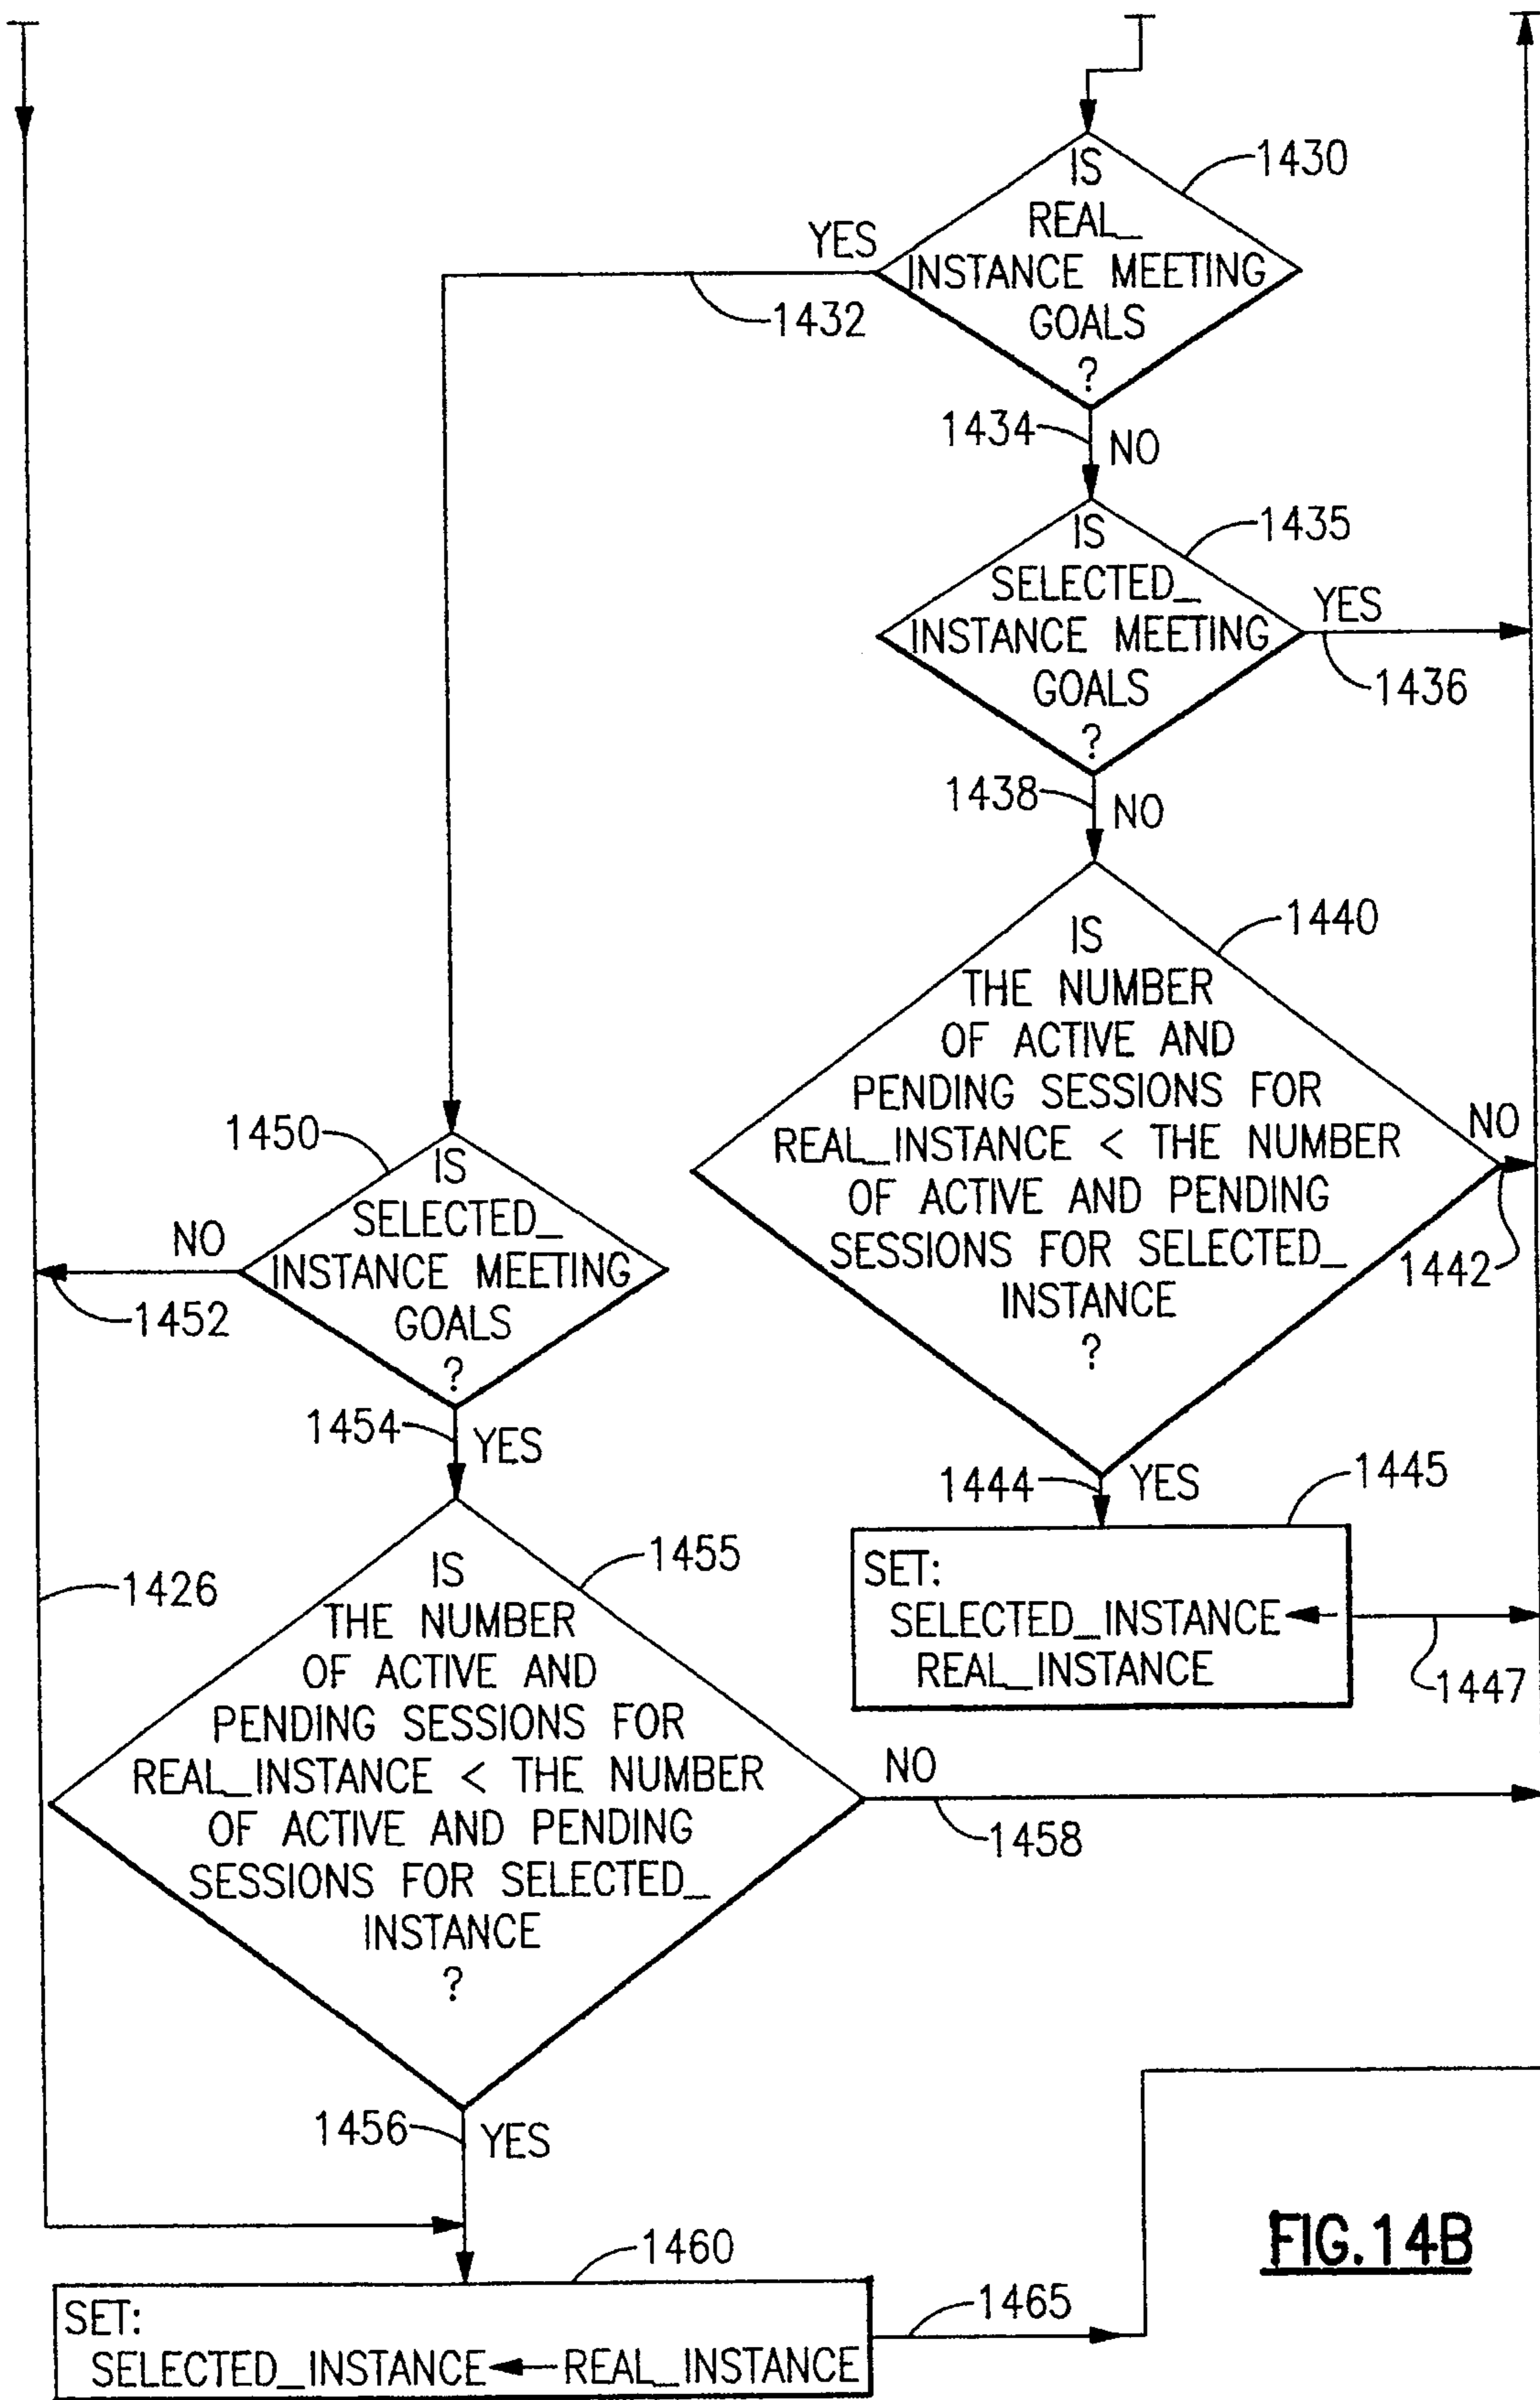 1430
IS
REAL_
INSTANCE MEETING
GOALS
?
YES
1432
1434
NO
1435
IS
SELECTED_
INSTANCE MEETING
GOALS
?
YES
1436
1438
NO
1440
IS
THE NUMBER
OF ACTIVE AND
PENDING SESSIONS FOR
REAL_INSTANCE < THE NUMBER
OF ACTIVE AND PENDING
SESSIONS FOR SELECTED_
INSTANCE
?
NO
1442
1444
YES
1445
SET:
SELECTED_INSTANCE ←
REAL_INSTANCE
1447
1450
IS
SELECTED_
INSTANCE MEETING
GOALS
?
NO
1452
1454
YES
1426
1455
IS
THE NUMBER
OF ACTIVE AND
PENDING SESSIONS FOR
REAL_INSTANCE < THE NUMBER
OF ACTIVE AND PENDING
SESSIONS FOR SELECTED_
INSTANCE
?
NO
1458
1456
YES
1460
SET:
SELECTED_INSTANCE ← REAL_INSTANCE
1465
FIG.14B